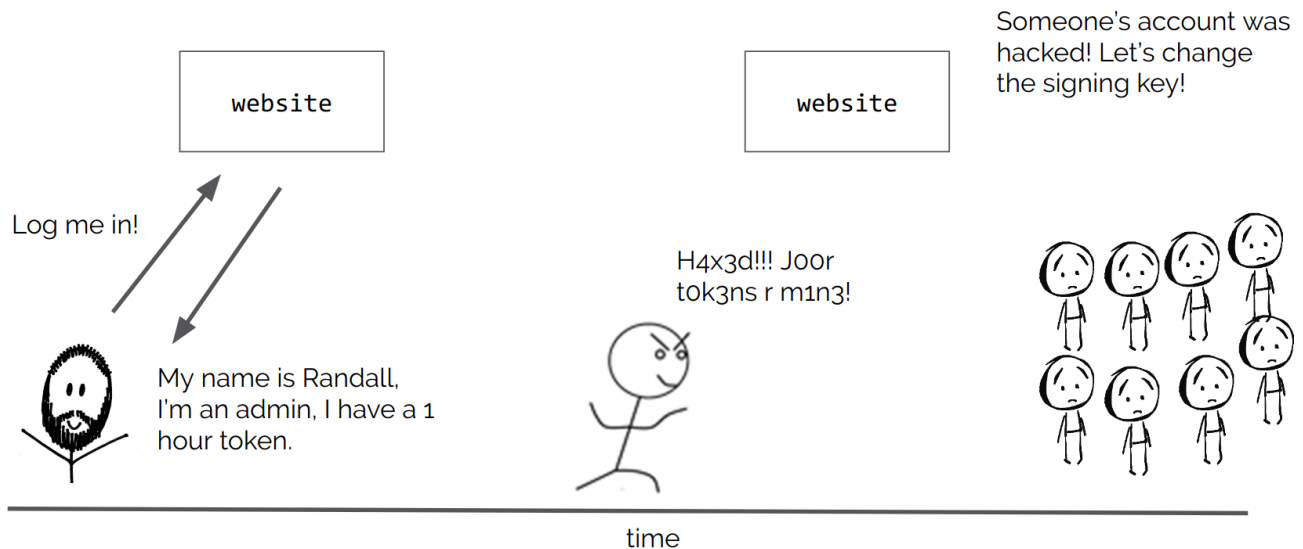 website
Log me in!
My name is Randall,
I’m an admin, I have a 1
hour token.
H4x3d!!! J00r
t0k3ns r m1n3!
website
Someone’s account was
hacked! Let’s change
the signing key!
time